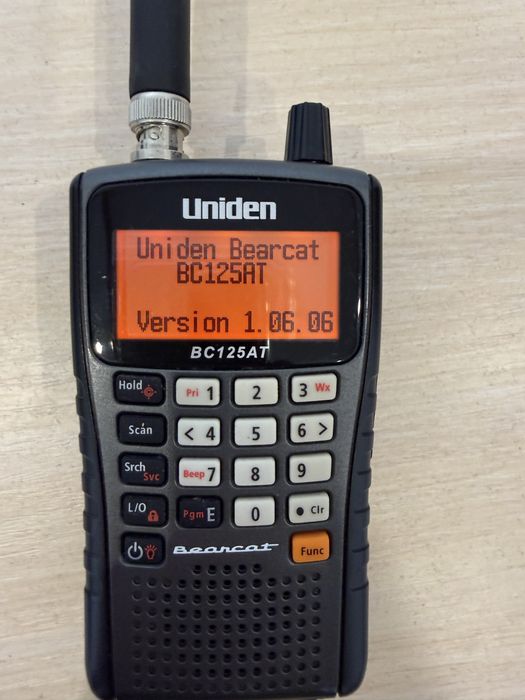 Uniden
Uniden Bearcat
BC125AT
Version 1.06.06
BC125AT
Hold Pri 1 2 3 Wx
Scan < 4 5 6 >
Srch Svc Beep 7 8 9
L/O Pgm E 0 • Clr
Bearcat Func